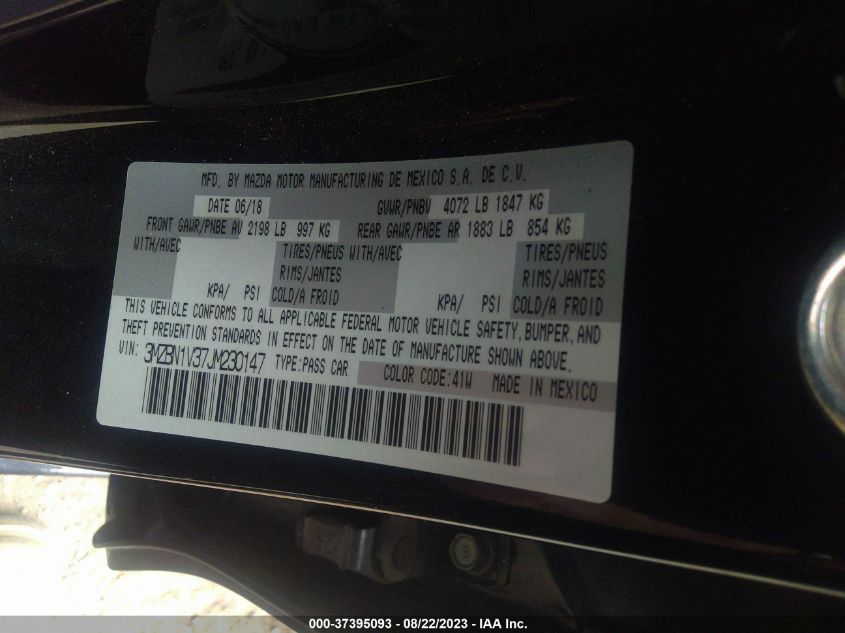 MFD. BY MAZDA MOTOR MANUFACTURING DE MEXICO S.A. DE C.V.
DATE 06/18 GVWR/PNBV 4072 LB 1847 KG
FRONT GAWR/PNBE AV 2198 LB 997 KG REAR GAWR/PNBE AR 1883 LB 854 KG
WITH/AVEC TIRES/PNEUS WITH/AVEC TIRES/PNEUS
RIMS/JANTES RIMS/JANTES
KPA/ PSI COLD/A FROID KPA/ PSI COLD/A FROID
THIS VEHICLE CONFORMS TO ALL APPLICABLE FEDERAL MOTOR VEHICLE SAFETY, BUMPER, AND
THEFT PREVENTION STANDARDS IN EFFECT ON THE DATE OF MANUFACTURE SHOWN ABOVE.
VIN: 3MZBN1V37JM230147 TYPE:PASS CAR COLOR CODE:41W MADE IN MEXICO
000-37395093 - 08/22/2023 - IAA Inc.